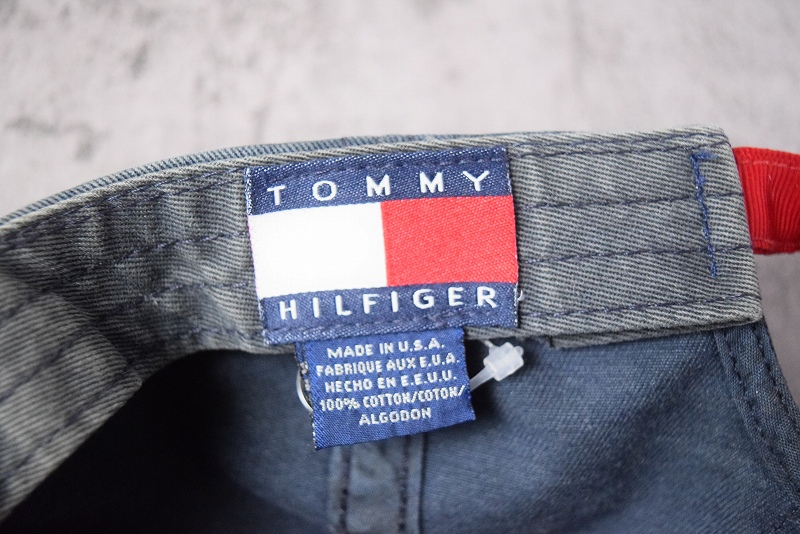 TOMMY
HILFIGER
MADE IN U.S.A.
FABRIQUE AUX E.U.A.
HECHO EN E.E.U.U.
100% COTTON/COTON/
ALGODON